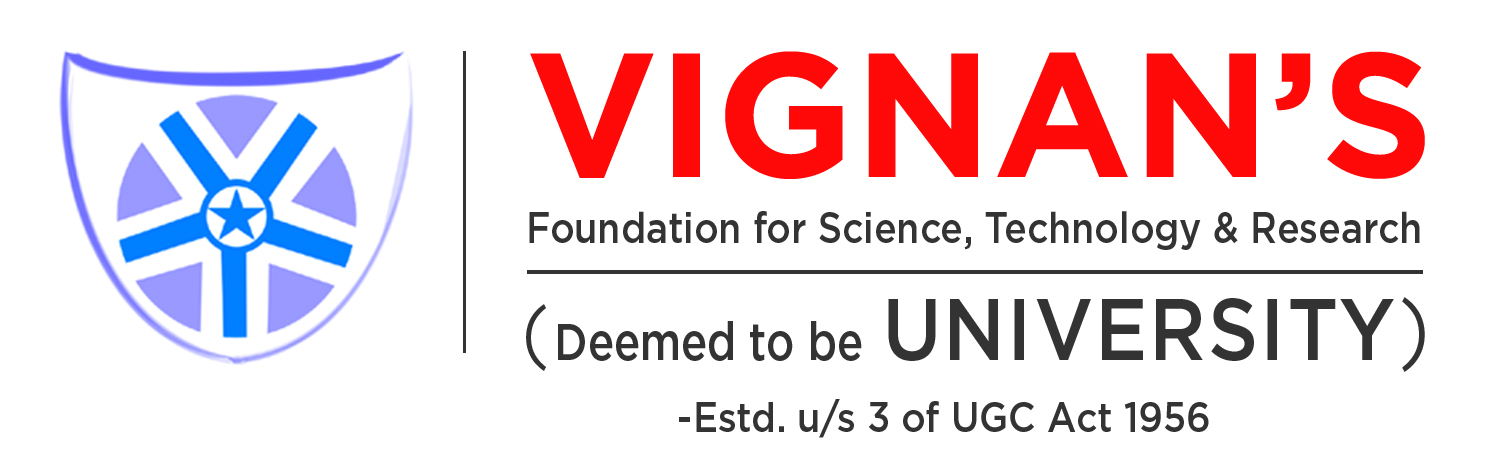 VIGNAN’S
Foundation for Science, Technology & Research
(Deemed to be UNIVERSITY)
-Estd. u/s 3 of UGC Act 1956